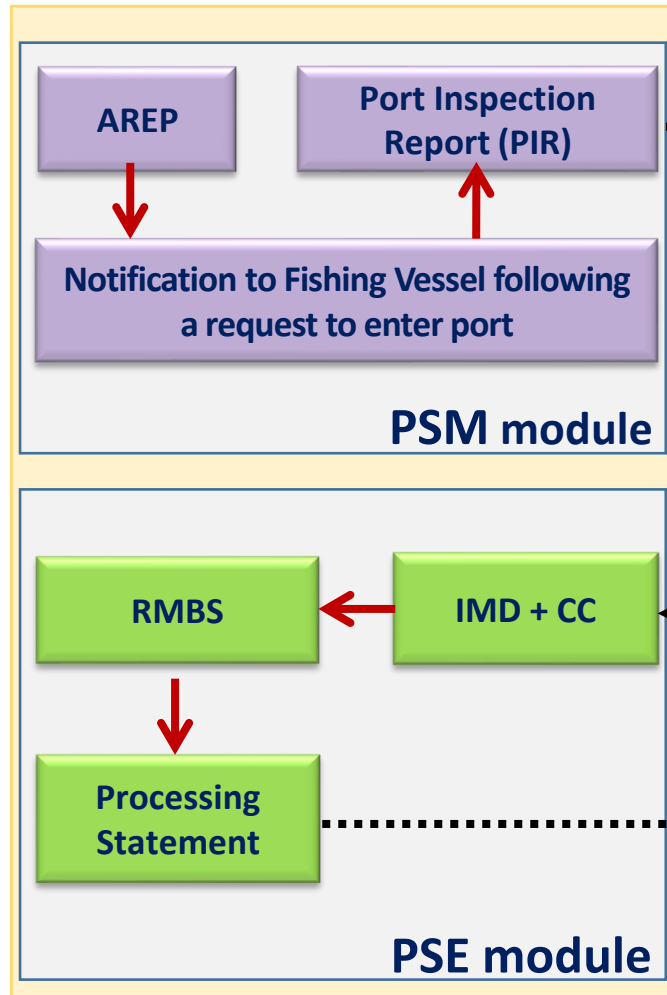 AREP
Port Inspection
Report (PIR)
Notification to Fishing Vessel following
a request to enter port
PSM module
RMBS
IMD + CC
Processing
Statement
PSE module